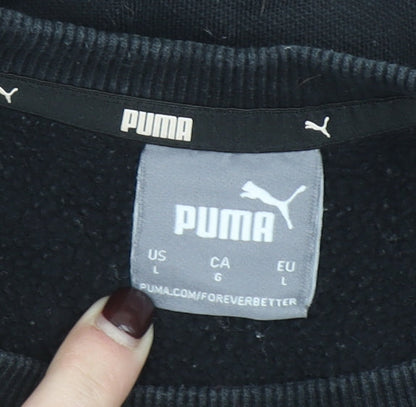 PUMA
PUMA
US CA EU
L G L
PUMA.COM/FOREVERBETTER